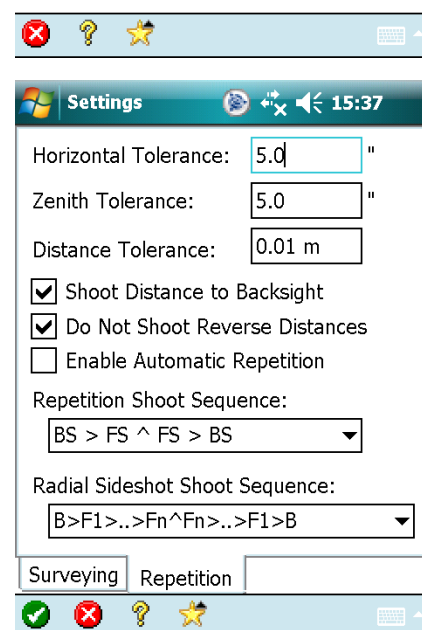 Settings 15:37
Horizontal Tolerance: 5.0 "
Zenith Tolerance: 5.0 "
Distance Tolerance: 0.01 m
Shoot Distance to Backsight
Do Not Shoot Reverse Distances
Enable Automatic Repetition
Repetition Shoot Sequence:
BS > FS ^ FS > BS
Radial Sideshot Shoot Sequence:
B>F1>..>Fn^Fn>..>F1>B
Surveying Repetition